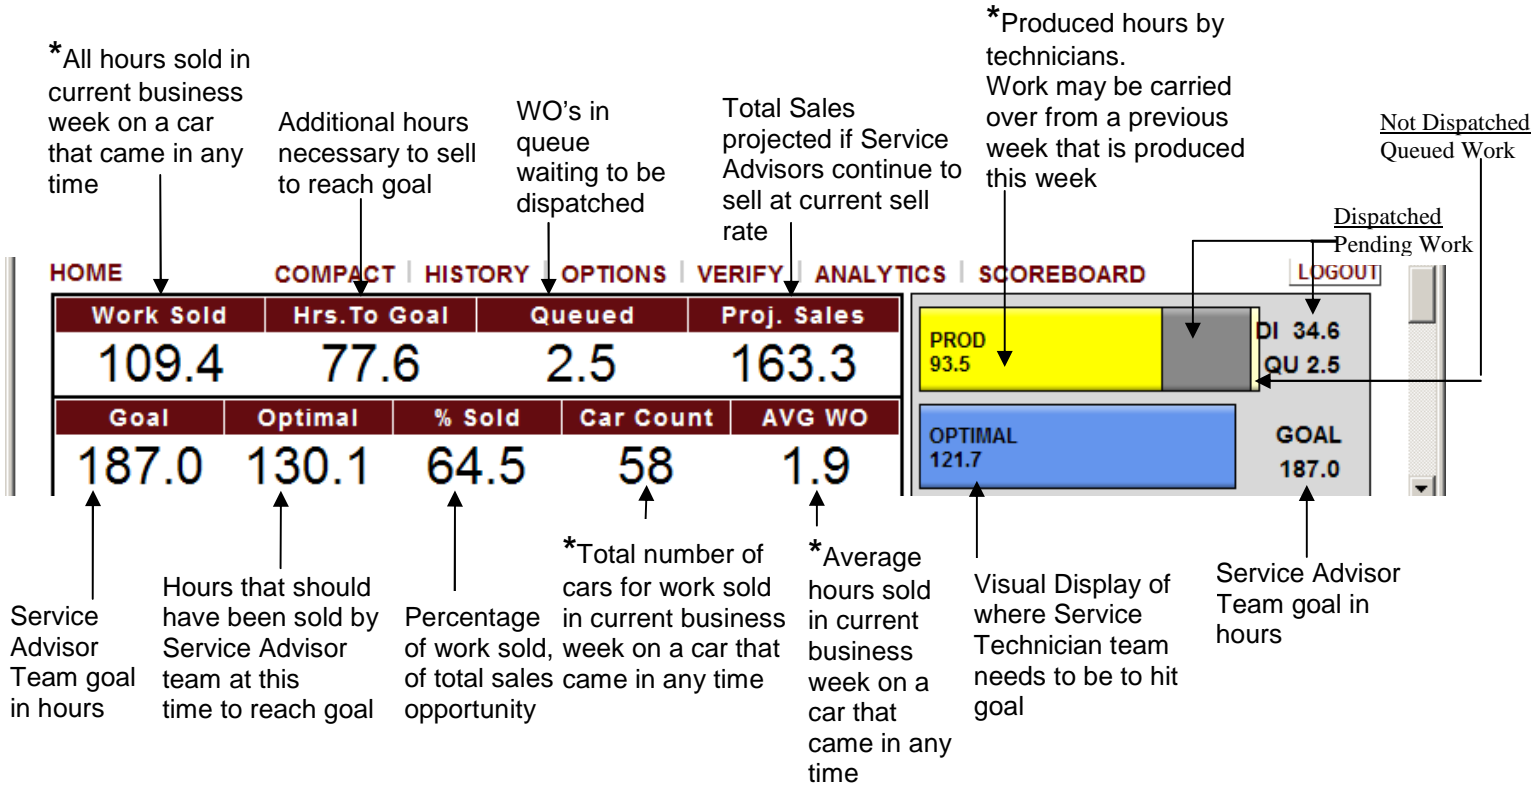 *All hours sold in
current business
week on a car
that came in any
time
Additional hours
necessary to sell
to reach goal
WO's in
queue
waiting to be
dispatched
Total Sales
projected if Service
Advisors continue to
sell at current sell
rate
*Produced hours by
technicians.
Work may be carried
over from a previous
week that is produced
this week
Not Dispatched
Queued Work
Dispatched
Pending Work
HOME COMPACT HISTORY OPTIONS VERIFY ANALYTICS SCOREBOARD LOGOUT
Work Sold Hrs.To Goal Queued Proj. Sales
109.4 77.6 2.5 163.3
Goal Optimal % Sold Car Count AVG WO
187.0 130.1 64.5 58 1.9
PROD
93.5
DI 34.6
QU 2.5
OPTIMAL
121.7
GOAL
187.0
Service
Advisor
Team goal
in hours
Hours that should
have been sold by
Service Advisor
team at this
time to reach goal
Percentage
of work sold,
of total sales
opportunity
*Total number of
cars for work sold
in current business
week on a car that
came in any time
*Average
hours sold
in current
business
week on a
car that
came in any
time
Visual Display of
where Service
Technician team
needs to be to hit
goal
Service Advisor
Team goal in
hours